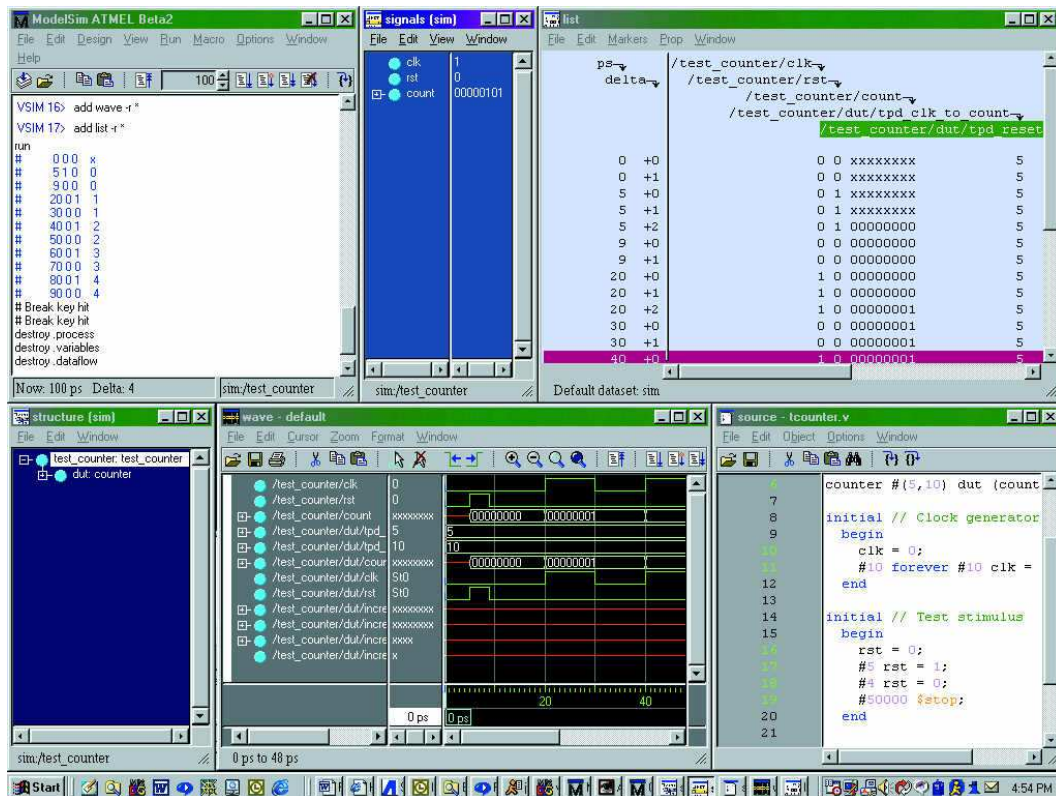 ModelSim ATMEL Beta2
File Edit Design View Run Macro Options Window
Help
100
VSIM 16> add wave -r *
VSIM 17> add list -r *
run
# 0 0 0 x
# 5 1 0 0
# 9 0 0 0
# 20 0 1 1
# 30 0 0 1
# 40 0 1 2
# 50 0 0 2
# 60 0 1 3
# 70 0 0 3
# 80 0 1 4
# 90 0 0 4
# Break key hit
# Break key hit
destroy .process
destroy .variables
destroy .dataflow
Now: 100 ps Delta: 4
sim:/test_counter
signals (sim)
File Edit View Window
clk 1
rst 0
count 00000101
sim:/test_counter
list
File Edit Markers Prop Window
ps /test_counter/clk
delta /test_counter/rst
/test_counter/count
/test_counter/dut/tpd_clk_to_count
/test_counter/dut/tpd_reset
0 +0 0 0 xxxxxxxx 5
0 +1 0 0 xxxxxxxx 5
5 +0 0 1 xxxxxxxx 5
5 +1 0 1 xxxxxxxx 5
5 +2 0 1 00000000 5
9 +0 0 0 00000000 5
9 +1 0 0 00000000 5
20 +0 1 0 00000000 5
20 +1 1 0 00000000 5
20 +2 1 0 00000001 5
30 +0 0 0 00000001 5
30 +1 0 0 00000001 5
40 +0 1 0 00000001 5
Default dataset: sim
structure (sim)
File Edit Window
test_counter: test_counter
dut: counter
sim:/test_counter
wave - default
File Edit Cursor Zoom Format Window
/test_counter/clk 0
/test_counter/rst 0
/test_counter/count xxxxxxxx 00000000 00000001
/test_counter/dut/tpd_ 5 5
/test_counter/dut/tpd_ 10 10
/test_counter/dut/cour xxxxxxxx 00000000 00000001
/test_counter/dut/clk St0
/test_counter/dut/rst St0
/test_counter/dut/incre xxxxxxxx
/test_counter/dut/incre xxxxxxxx
/test_counter/dut/incre xxxx
/test_counter/dut/incre x
20 40
0 ps 0 ps
0 ps to 48 ps
source - tcounter.v
File Edit Object Options Window
6 counter #(5,10) dut (count
7
8 initial // Clock generator
9 begin
10 clk = 0;
11 #10 forever #10 clk =
12 end
13
14 initial // Test stimulus
15 begin
16 rst = 0;
17 #5 rst = 1;
18 #4 rst = 0;
19 #50000 $stop;
20 end
21
Start
4:54 PM